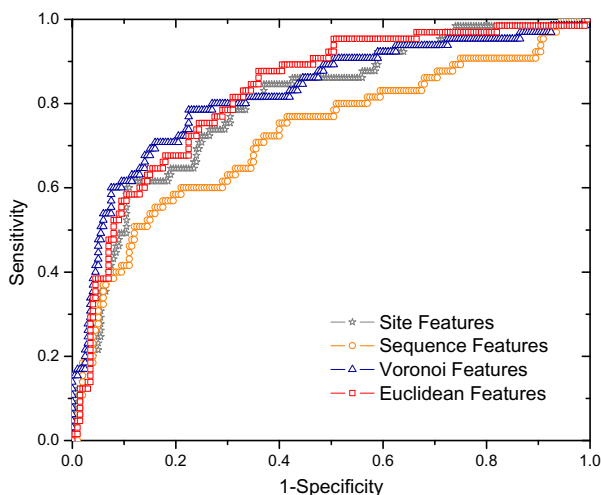 1.0
0.8
0.6
0.4
0.2
0.0
Sensitivity
Site Features
Sequence Features
Voronoi Features
Euclidean Features
0.0 0.2 0.4 0.6 0.8 1.0
1-Specificity